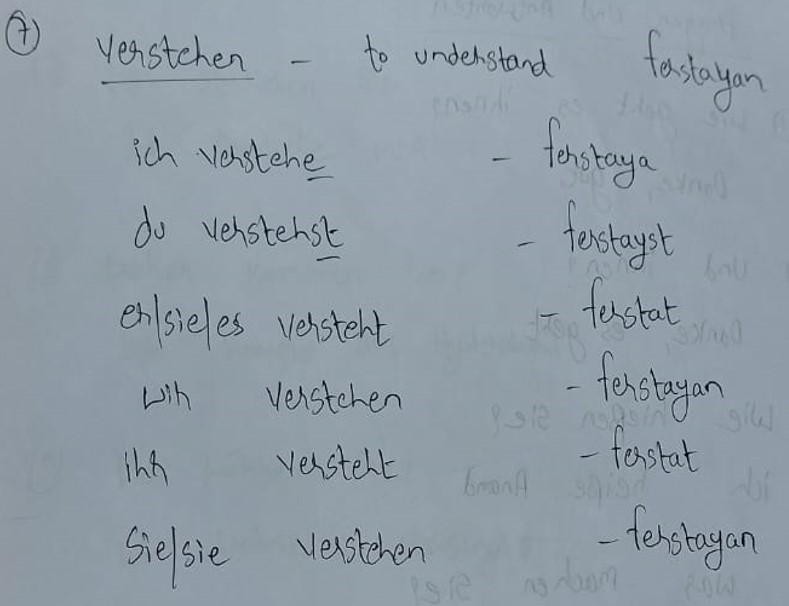 7 verstehen - to understand ferstayan
ich verstehe - ferstaya
du verstehst - ferstayst
er/sie/es versteht - ferstat
wir verstehen - ferstayan
ihr versteht - ferstat
Sie/sie verstehen - ferstayan